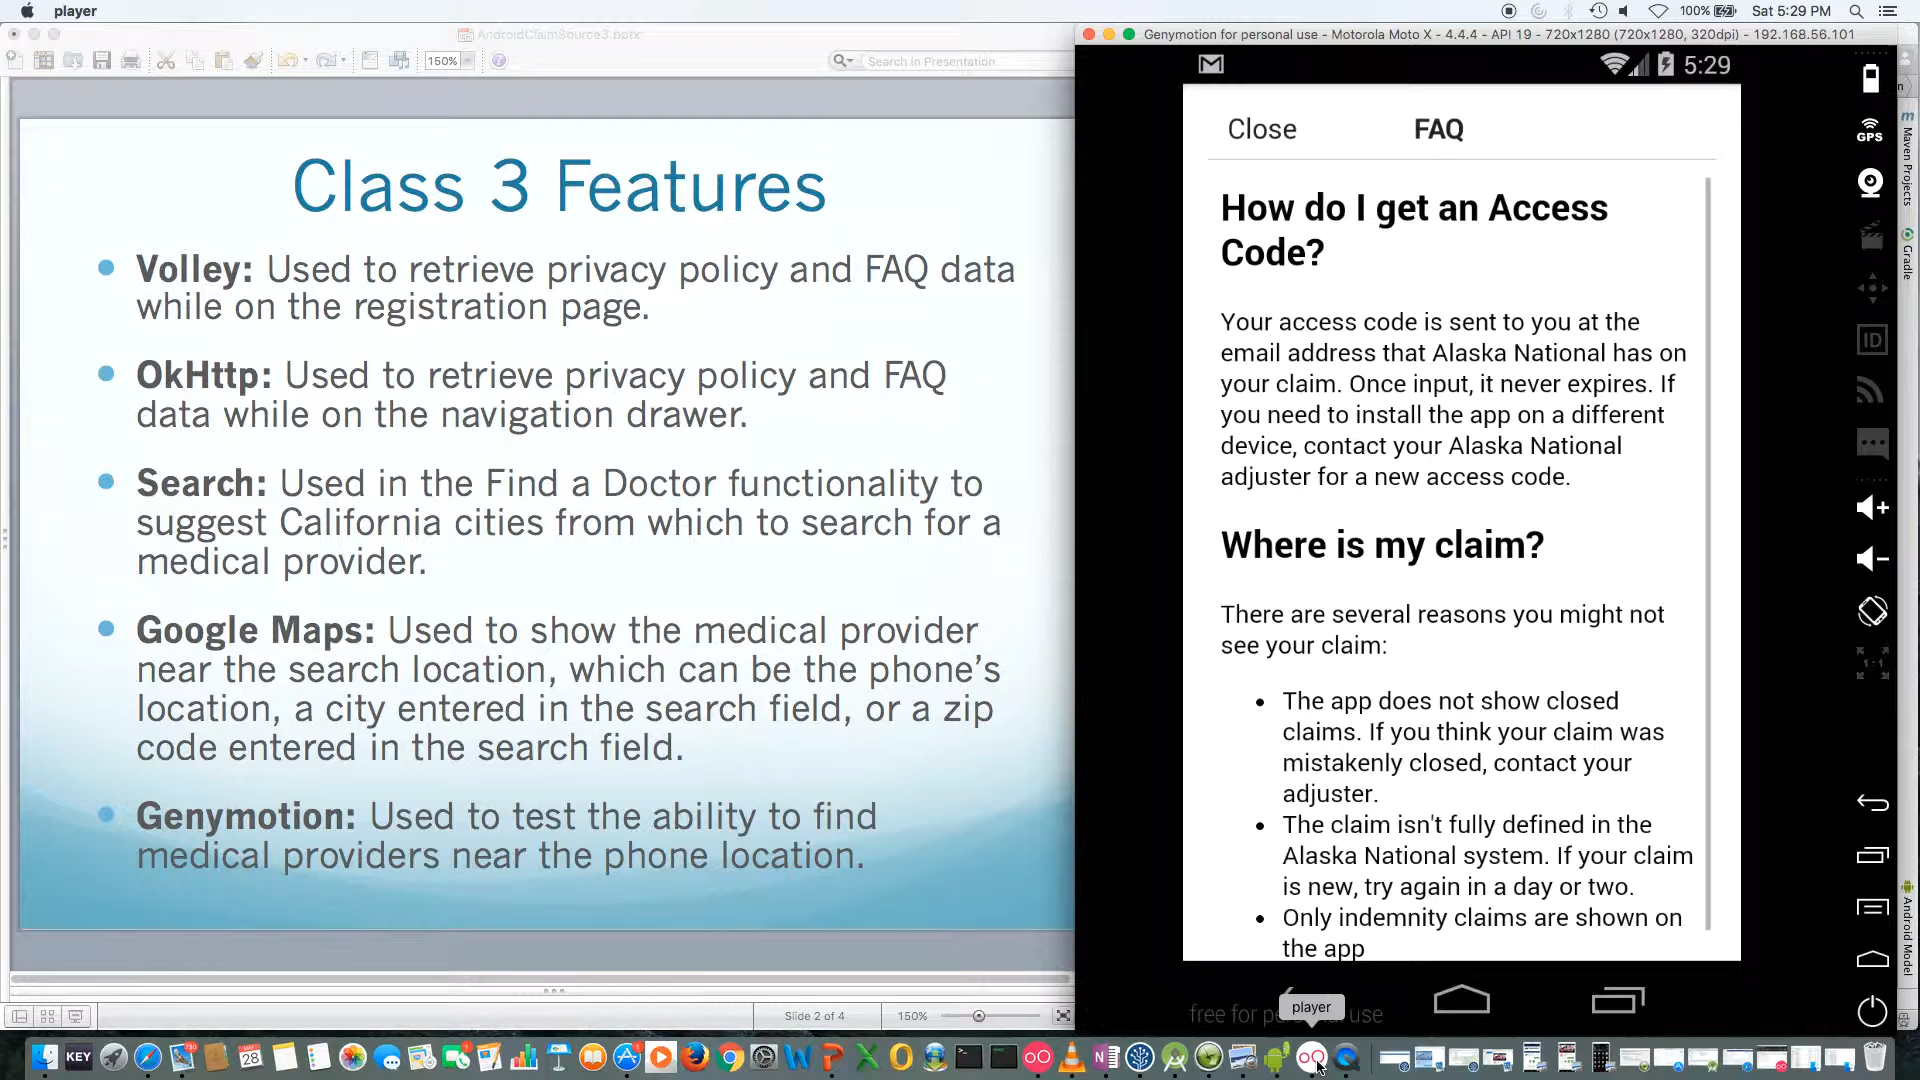 player
100%
Sat 5:29 PM
AndroidClaimSource3.pptx
150%
Search in Presentation
Class 3 Features
Volley: Used to retrieve privacy policy and FAQ data
while on the registration page.
OkHttp: Used to retrieve privacy policy and FAQ
data while on the navigation drawer.
Search: Used in the Find a Doctor functionality to
suggest California cities from which to search for a
medical provider.
Google Maps: Used to show the medical provider
near the search location, which can be the phone’s
location, a city entered in the search field, or a zip
code entered in the search field.
Genymotion: Used to test the ability to find
medical providers near the phone location.
Slide 2 of 4
150%
Genymotion for personal use - Motorola Moto X - 4.4.4 - API 19 - 720x1280 (720x1280, 320dpi) - 192.168.56.101
5:29
Close
FAQ
How do I get an Access
Code?
Your access code is sent to you at the
email address that Alaska National has on
your claim. Once input, it never expires. If
you need to install the app on a different
device, contact your Alaska National
adjuster for a new access code.
Where is my claim?
There are several reasons you might not
see your claim:
The app does not show closed
claims. If you think your claim was
mistakenly closed, contact your
adjuster.
The claim isn't fully defined in the
Alaska National system. If your claim
is new, try again in a day or two.
Only indemnity claims are shown on
the app
free for personal use
player
GPS
ID
1:1
Maven Projects
Gradle
Android Model
KEY
28